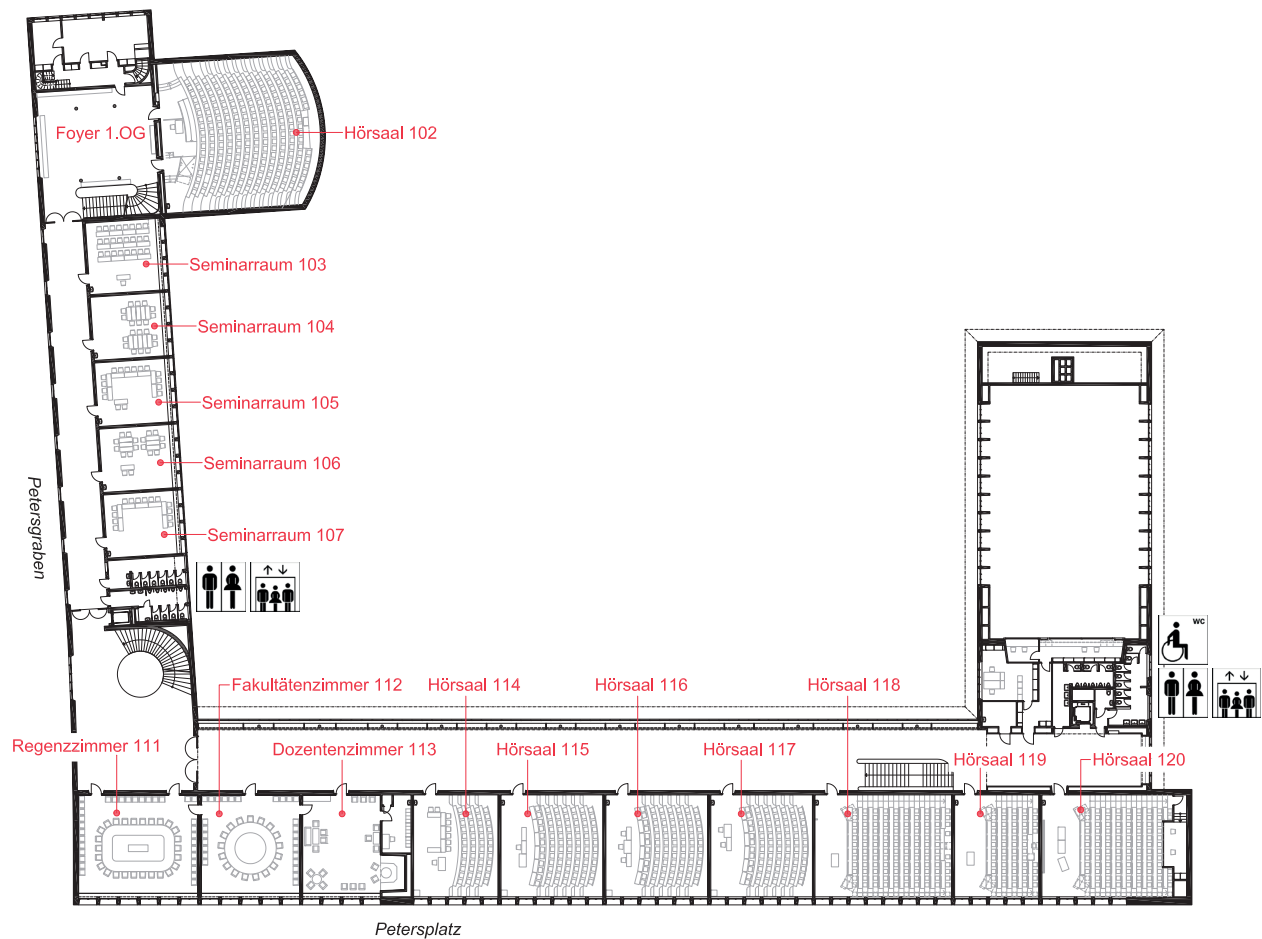 Foyer 1.OG
Hörsaal 102
Seminarraum 103
Seminarraum 104
Seminarraum 105
Seminarraum 106
Seminarraum 107
Petersgraben
WC
Fakultätenzimmer 112
Hörsaal 114
Hörsaal 116
Hörsaal 118
Regenzzimmer 111
Dozentenzimmer 113
Hörsaal 115
Hörsaal 117
Hörsaal 119
Hörsaal 120
Petersplatz